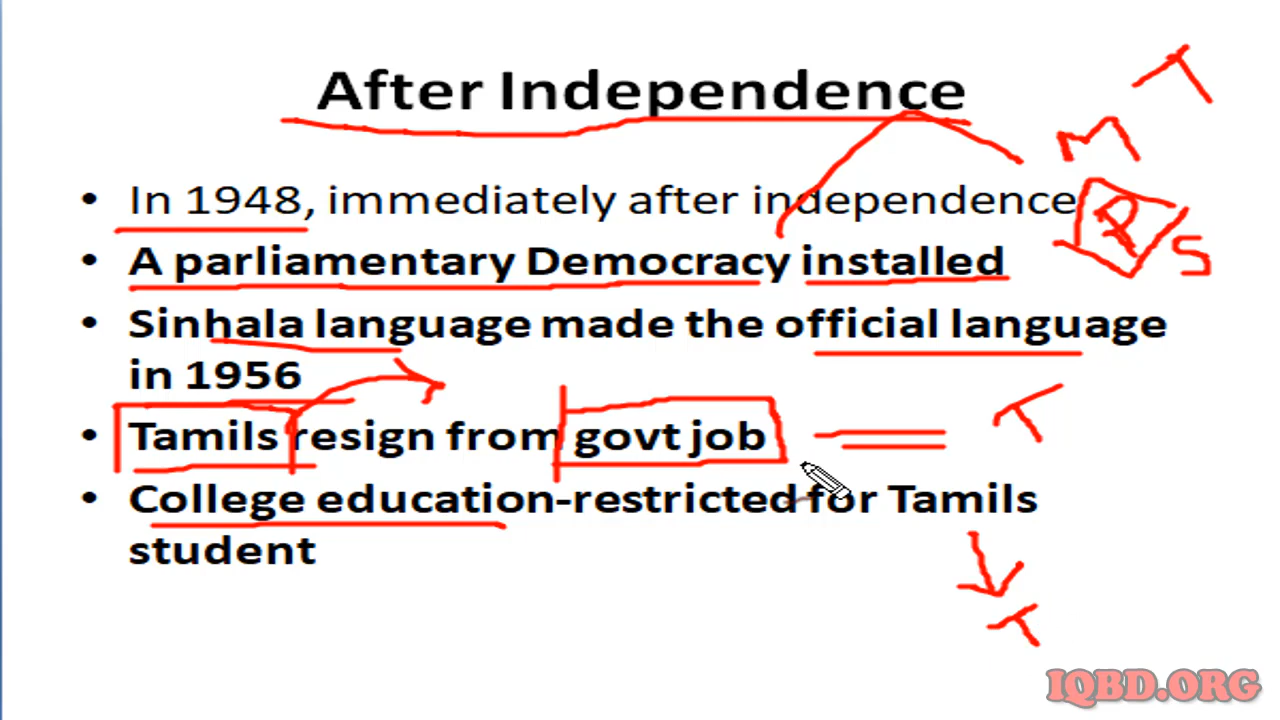 After Independence
• In 1948, immediately after independence
• A parliamentary Democracy installed
• Sinhala language made the official language
in 1956
• Tamils resign from govt job
• College education-restricted for Tamils
student
T
M
S
T
T
IQBD.ORG